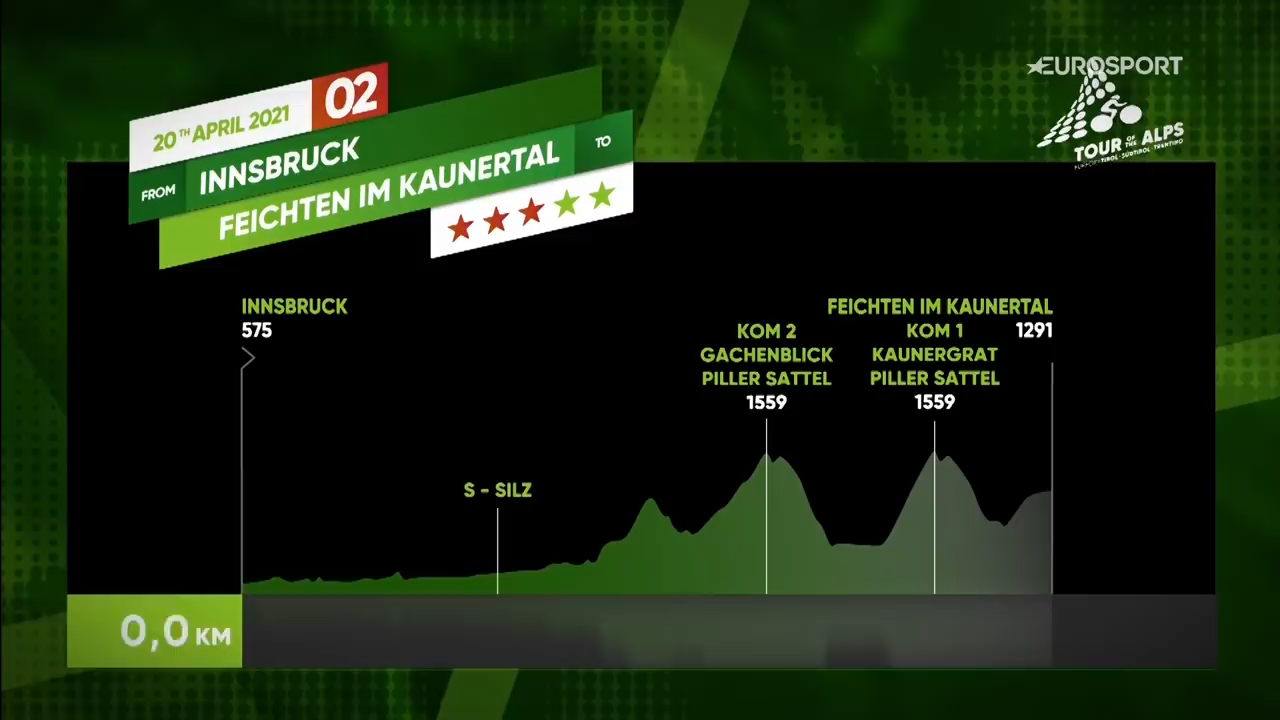 EUROSPORT
TOUR OF THE ALPS
20TH APRIL 2021
02
FROM INNSBRUCK
TO
FEICHTEN IM KAUNERTAL
INNSBRUCK
575
S - SILZ
KOM 2
GACHENBLICK
PILLER SATTEL
1559
FEICHTEN IM KAUNERTAL
1291
KOM 1
KAUNERGRAT
PILLER SATTEL
1559
0,0 KM